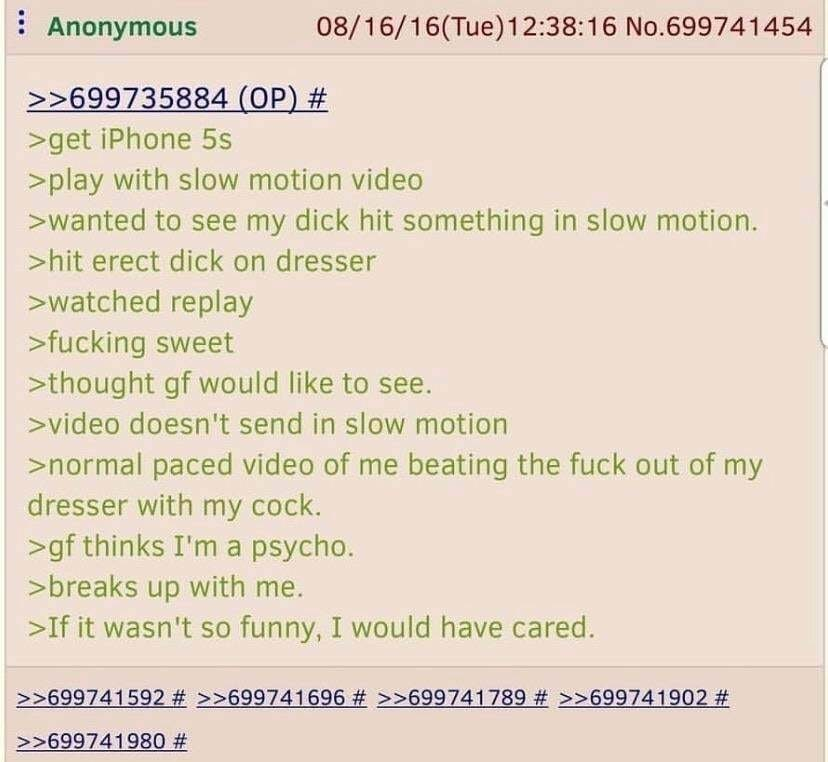 Anonymous 08/16/16(Tue)12:38:16 No.699741454
>>699735884 (OP) #
>get iPhone 5s
>play with slow motion video
>wanted to see my dick hit something in slow motion.
>hit erect dick on dresser
>watched replay
>fucking sweet
>thought gf would like to see.
>video doesn't send in slow motion
>normal paced video of me beating the fuck out of my
dresser with my cock.
>gf thinks I'm a psycho.
>breaks up with me.
>If it wasn't so funny, I would have cared.
>>699741592 # >>699741696 # >>699741789 # >>699741902 #
>>699741980 #